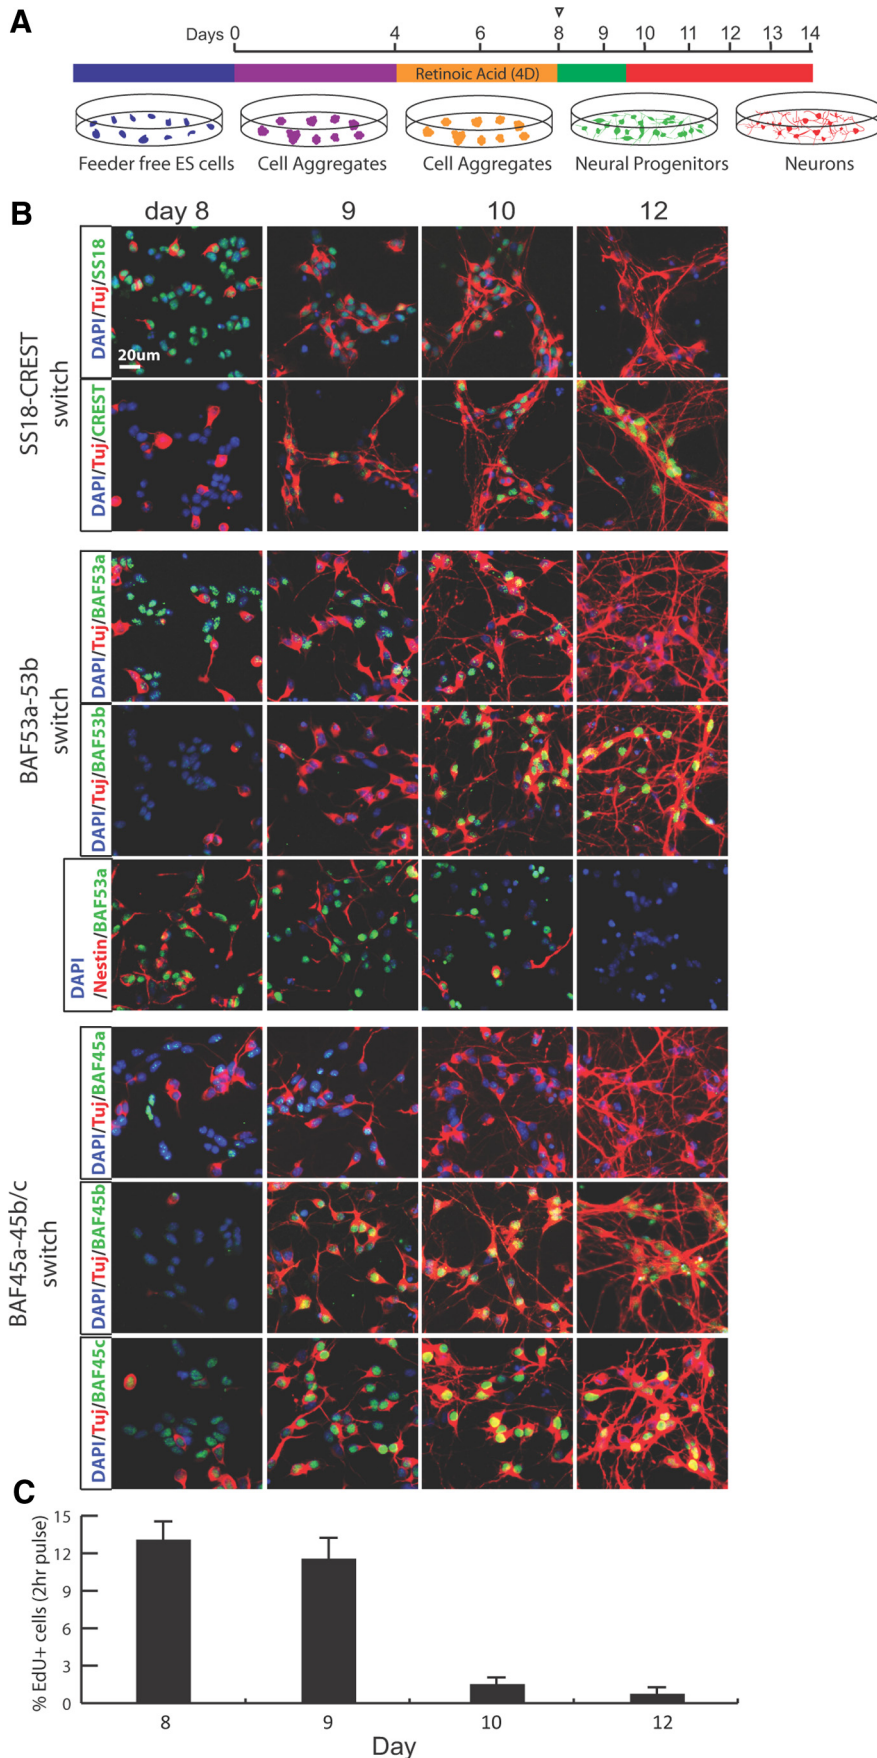 A
Days 0 4 6 8 9 10 11 12 13 14
Retinoic Acid (4D)
Feeder free ES cells Cell Aggregates Cell Aggregates Neural Progenitors Neurons
B
day 8 9 10 12
SS18-CREST
switch
DAPI/Tuj/SS18
20um
DAPI/Tuj/CREST
BAF53a-53b
switch
DAPI/Tuj/BAF53a
DAPI/Tuj/BAF53b
DAPI
/Nestin/BAF53a
BAF45a-45b/c
switch
DAPI/Tuj/BAF45a
DAPI/Tuj/BAF45b
DAPI/Tuj/BAF45c
C
% EdU+ cells (2hr pulse)
15
12
9
6
3
0
8 9 10 12
Day